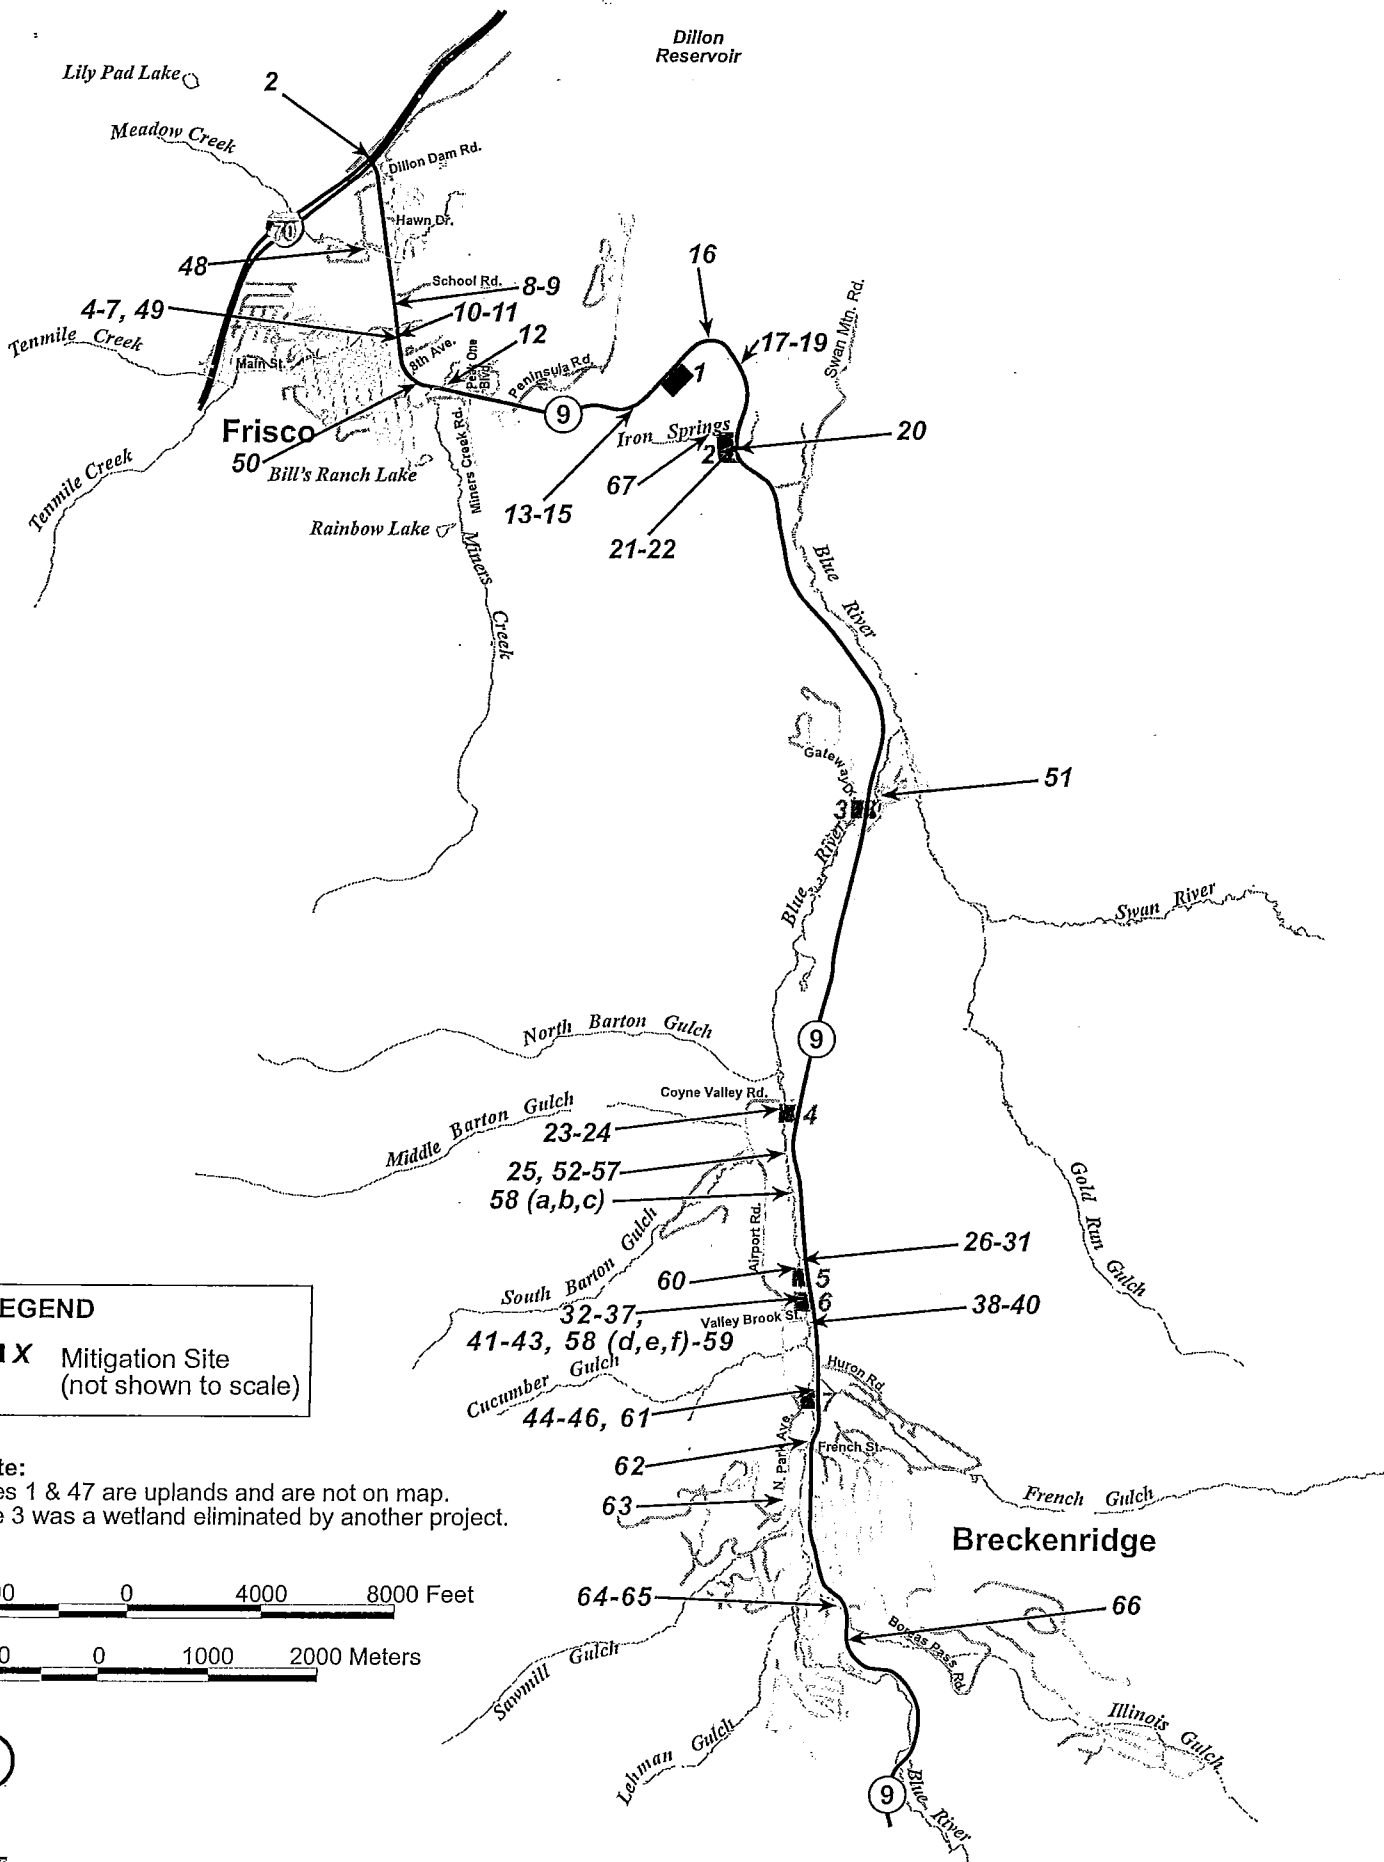 Dillon
Reservoir
Lily Pad Lake
2
Meadow Creek
Dillon Dam Rd.
70
Hawn Dr.
48
School Rd.
8-9
4-7, 49
10-11
12
Tenmile Creek
Main St.
8th Ave.
Peak One
Blvd.
Peninsula Rd.
16
17-19
Swan Mtn. Rd.
1
9
Frisco
50
Iron Springs
20
2
67
Tenmile Creek
Bill's Ranch Lake
Miners Creek Rd.
13-15
21-22
Rainbow Lake
Miners Creek
Blue River
Gateway Dr.
51
3
Blue River
Swan River
North Barton Gulch
9
Coyne Valley Rd.
4
Middle Barton Gulch
23-24
25, 52-57
58 (a,b,c)
Gold Run Gulch
Airport Rd.
26-31
South Barton Gulch
60
5
32-37,
6
38-40
Valley Brook St.
41-43, 58 (d,e,f)-59
Cucumber Gulch
Huron Rd.
44-46, 61
7
N. Park Ave.
62
French St.
63
French Gulch
Breckenridge
64-65
66
Boreas Pass Rd.
Sawmill Gulch
Lehman Gulch
Illinois Gulch
9
Blue River
EGEND
X Mitigation Site
(not shown to scale)
te:
es 1 & 47 are uplands and are not on map.
e 3 was a wetland eliminated by another project.
00 0 4000 8000 Feet
0 0 1000 2000 Meters